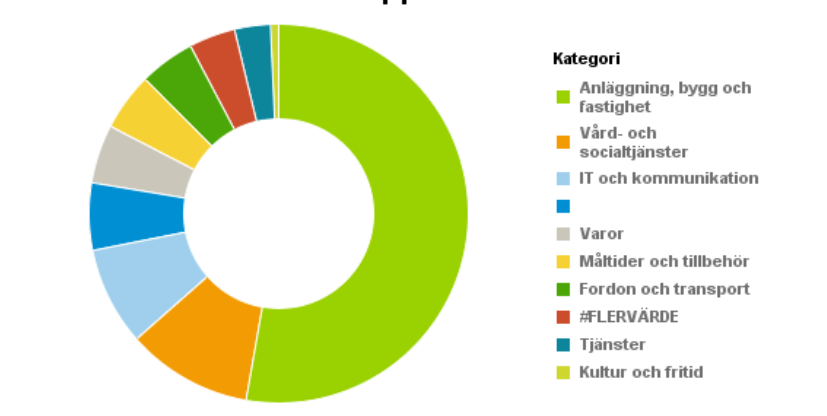 Kategori
Anläggning, bygg och
fastighet
Vård- och
socialtjänster
IT och kommunikation
Varor
Måltider och tillbehör
Fordon och transport
#FLERVÄRDE
Tjänster
Kultur och fritid